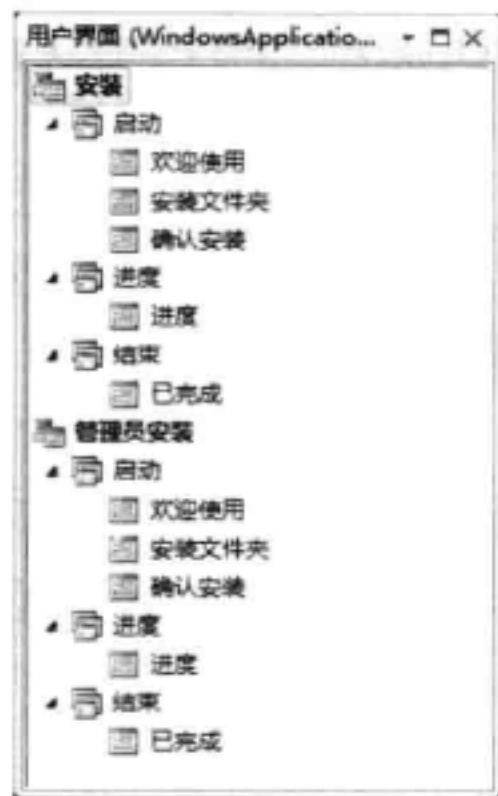 用户界面 (WindowsApplicatio...
安装
启动
欢迎使用
安装文件夹
确认安装
进度
进度
结束
已完成
管理员安装
启动
欢迎使用
安装文件夹
确认安装
进度
进度
结束
已完成